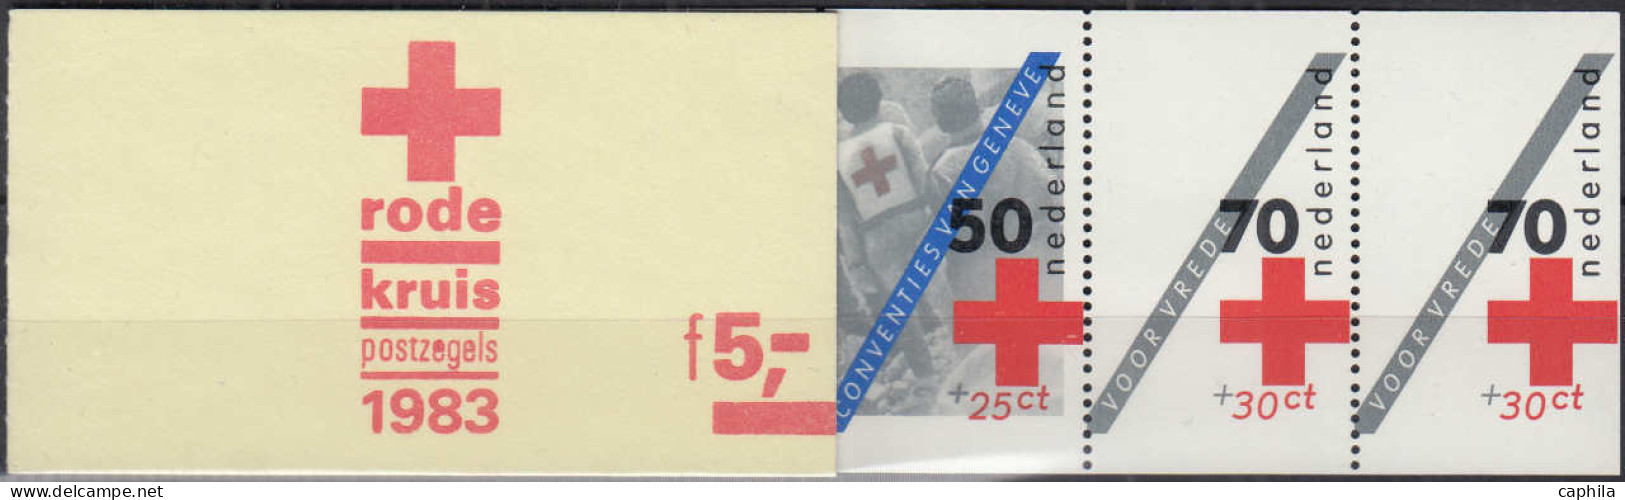 rode
kruis
postzegels
1983
f5,-
CONVENTIES VAN GENEVE
nederland
50
+25ct
VOOR VREDE
nederland
70
+30ct
VOOR VREDE
nederland
70
+30ct
www.delcampe.net
caphila